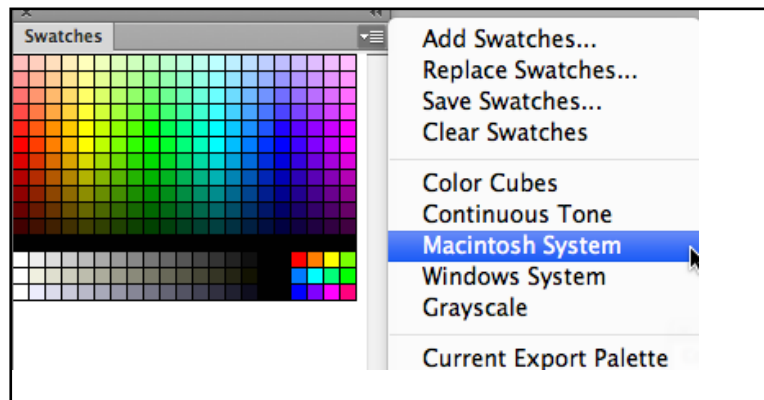 Swatches
Add Swatches...
Replace Swatches...
Save Swatches...
Clear Swatches
Color Cubes
Continuous Tone
Macintosh System
Windows System
Grayscale
Current Export Palette